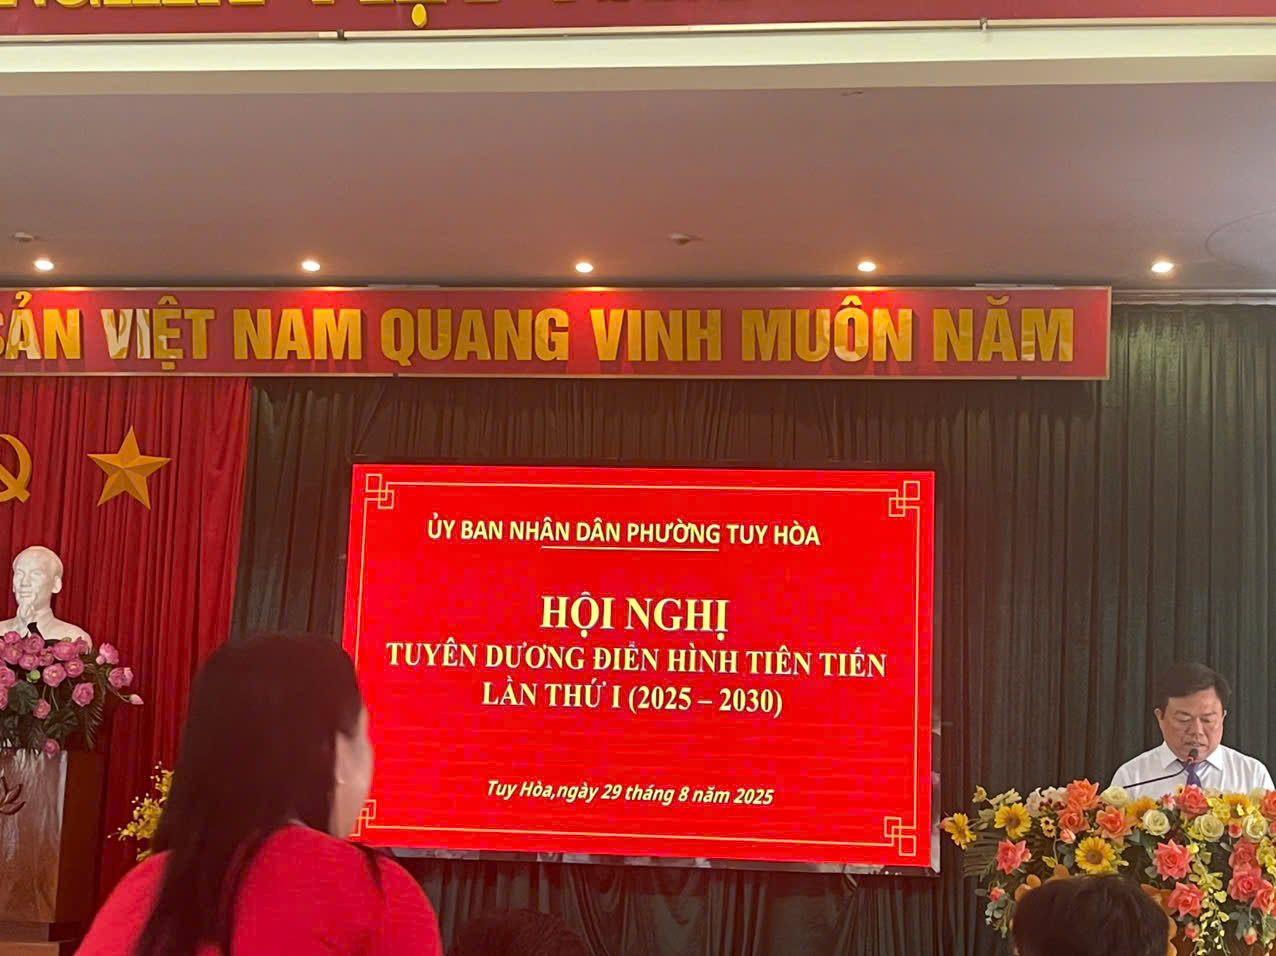 SẢN VIỆT NAM QUANG VINH MUÔN NĂM
ỦY BAN NHÂN DÂN PHƯỜNG TUY HÒA
HỘI NGHỊ
TUYÊN DƯƠNG ĐIỂN HÌNH TIÊN TIẾN
LẦN THỨ I (2025 – 2030)
Tuy Hòa,ngày 29 tháng 8 năm 2025